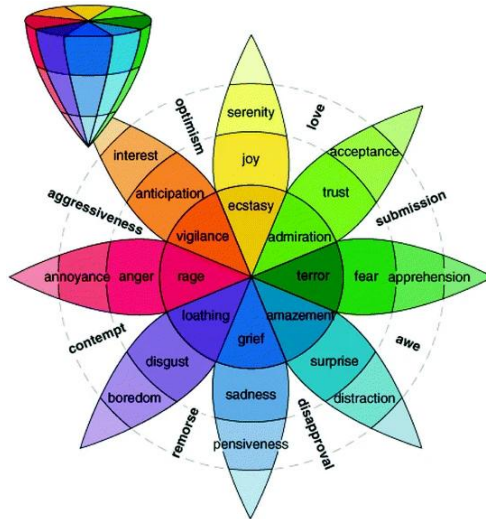 serenity
optimism
love
interest
joy
acceptance
anticipation
trust
aggressiveness
ecstasy
submission
vigilance
admiration
annoyance
anger
rage
terror
fear
apprehension
loathing
amazement
grief
contempt
awe
disgust
surprise
boredom
sadness
distraction
remorse
disapproval
pensiveness